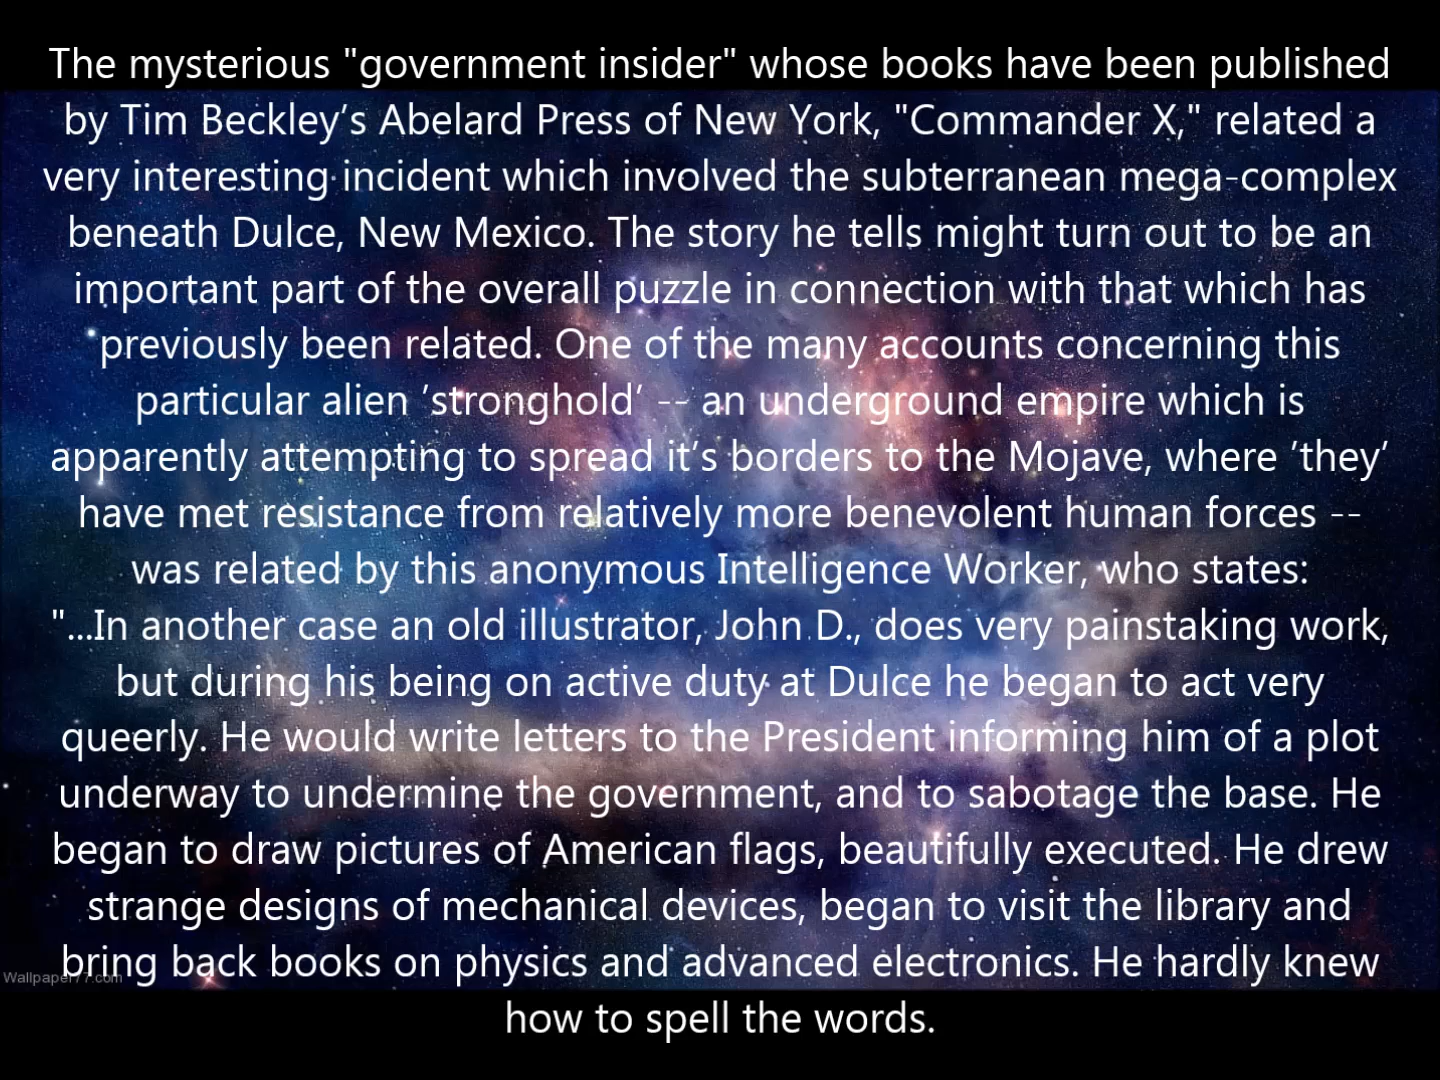 The mysterious "government insider" whose books have been published
by Tim Beckley’s Abelard Press of New York, "Commander X," related a
very interesting incident which involved the subterranean mega-complex
beneath Dulce, New Mexico. The story he tells might turn out to be an
important part of the overall puzzle in connection with that which has
previously been related. One of the many accounts concerning this
particular alien ’stronghold’ -- an underground empire which is
apparently attempting to spread it’s borders to the Mojave, where ’they’
have met resistance from relatively more benevolent human forces --
was related by this anonymous Intelligence Worker, who states:
"...In another case an old illustrator, John D., does very painstaking work,
but during his being on active duty at Dulce he began to act very
queerly. He would write letters to the President informing him of a plot
underway to undermine the government, and to sabotage the base. He
began to draw pictures of American flags, beautifully executed. He drew
strange designs of mechanical devices, began to visit the library and
bring back books on physics and advanced electronics. He hardly knew
how to spell the words.
Wallpaper77.com